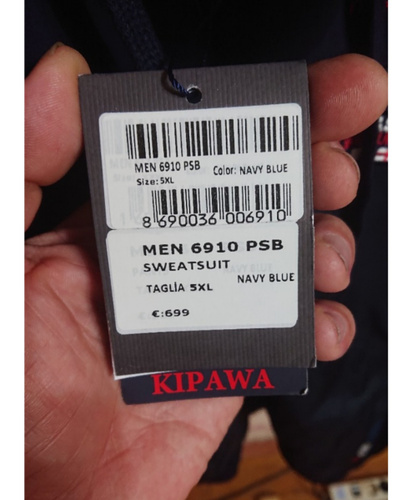 MEN 6910 PSB Color: NAVY BLUE
Size: 5XL
8 690036 006910
MEN 6910 PSB
SWEATSUIT
NAVY BLUE
TAGLİA 5XL
€:699
KIPAWA